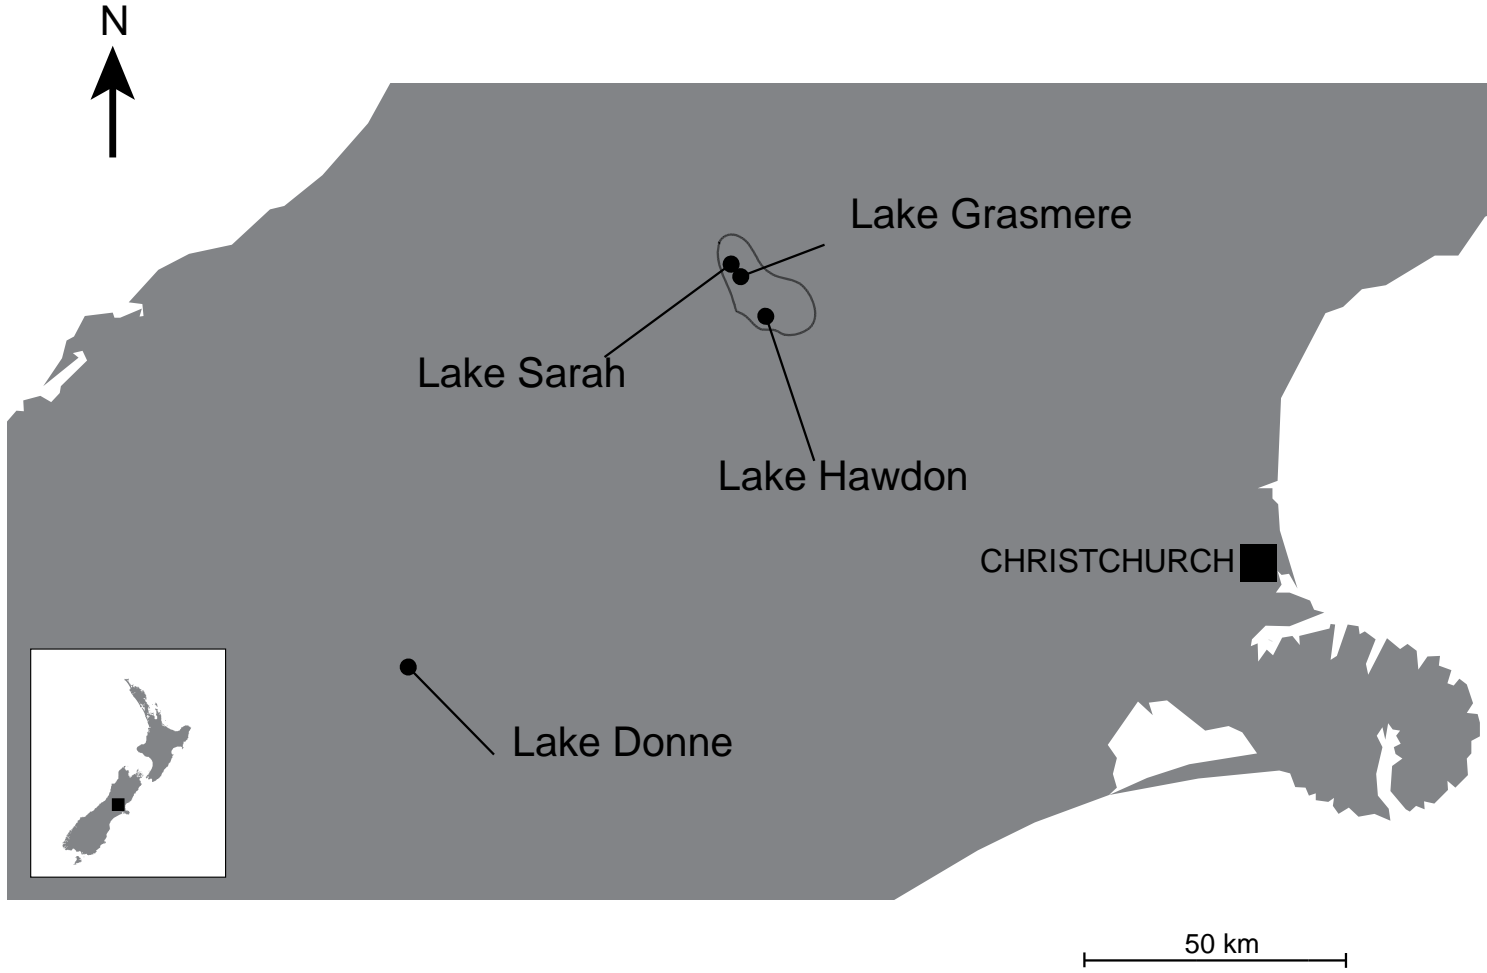 N
Lake Grasmere
Lake Sarah
Lake Hawdon
CHRISTCHURCH
Lake Donne
50 km